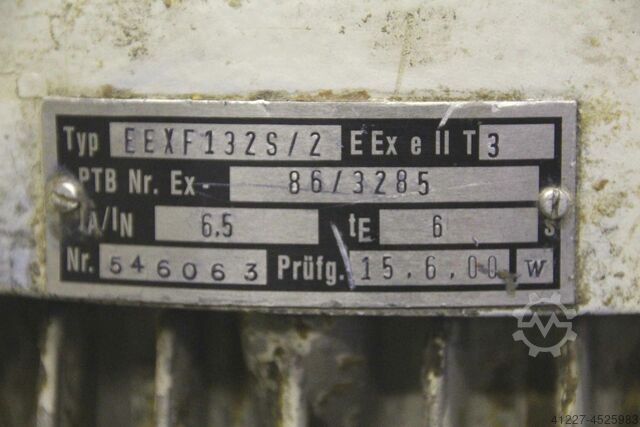 Typ EEXF132S/2 EEx e II T 3
PTB Nr. Ex- 86/3285
IA/IN 6,5 tE 6 s
Nr. 546063 Prüfg. 15.6.00 W
41227-4525983